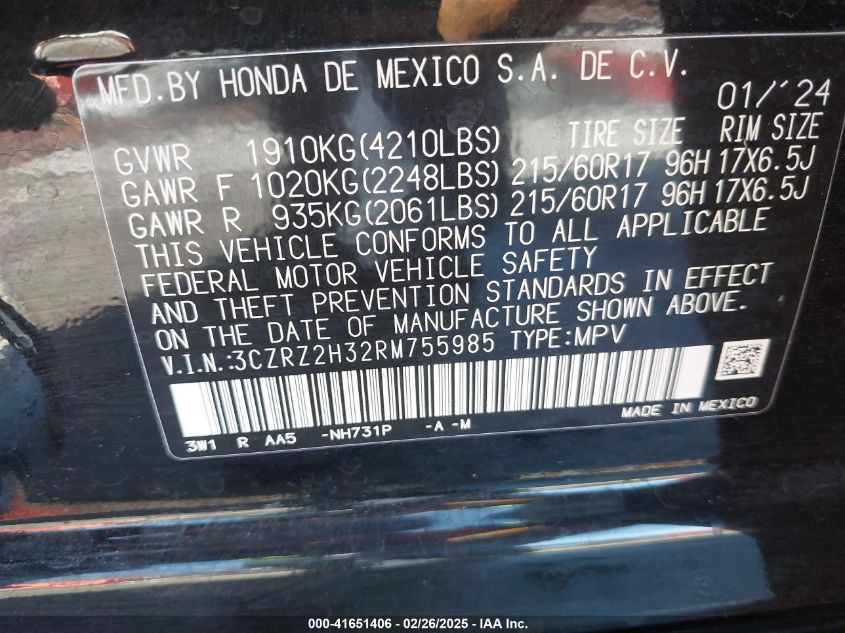 MFD.BY HONDA DE MEXICO S.A. DE C.V.
01/'24
TIRE SIZE RIM SIZE
GVWR 1910KG(4210LBS)
GAWR F 1020KG(2248LBS) 215/60R17 96H 17X6.5J
GAWR R 935KG(2061LBS) 215/60R17 96H 17X6.5J
THIS VEHICLE CONFORMS TO ALL APPLICABLE
FEDERAL MOTOR VEHICLE SAFETY
AND THEFT PREVENTION STANDARDS IN EFFECT
ON THE DATE OF MANUFACTURE SHOWN ABOVE.
V.I.N.:3CZRZ2H32RM755985 TYPE:MPV
MADE IN MEXICO
3W1 R AA5 -NH731P -A -M
000-41651406 - 02/26/2025 - IAA Inc.